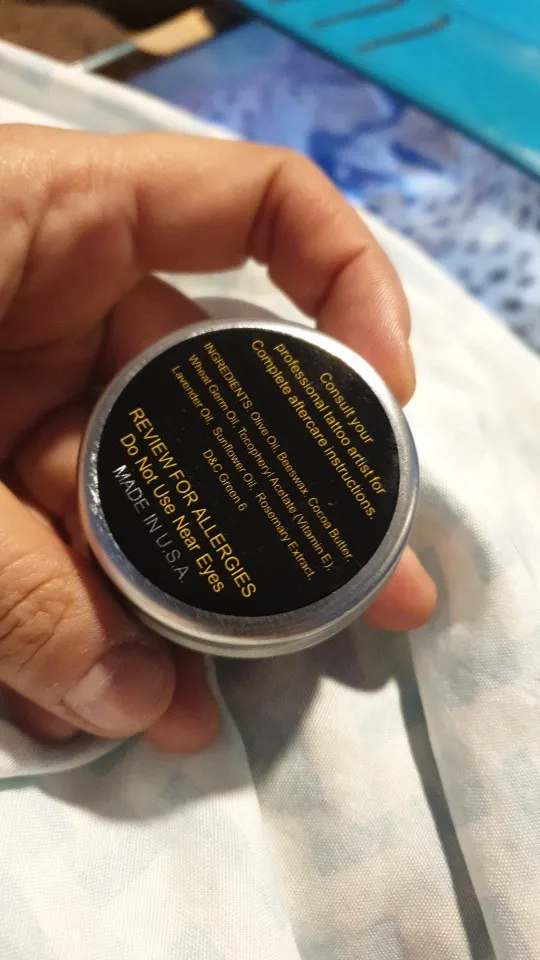 Consult your
professional tattoo artist for
Complete aftercare instructions.
INGREDIENTS: Olive Oil, Beeswax, Cocoa Butter,
Wheat Germ Oil, Tocopheryl Acetate (Vitamin E),
Lavender Oil, Sunflower Oil, Rosemary Extract,
D&C Green 6
REVIEW FOR ALLERGIES
Do Not Use Near Eyes
MADE IN U.S.A.